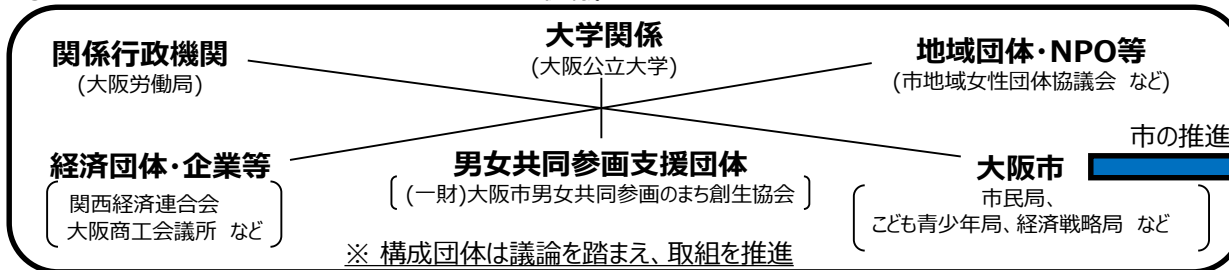 関係行政機関
(大阪労働局)
大学関係
(大阪公立大学)
地域団体・NPO等
(市地域女性団体協議会 など)
経済団体・企業等
関西経済連合会
大阪商工会議所 など
男女共同参画支援団体
(一財)大阪市男女共同参画のまち創生協会
大阪市
市民局、
こども青少年局、経済戦略局 など
市の推進
※ 構成団体は議論を踏まえ、取組を推進